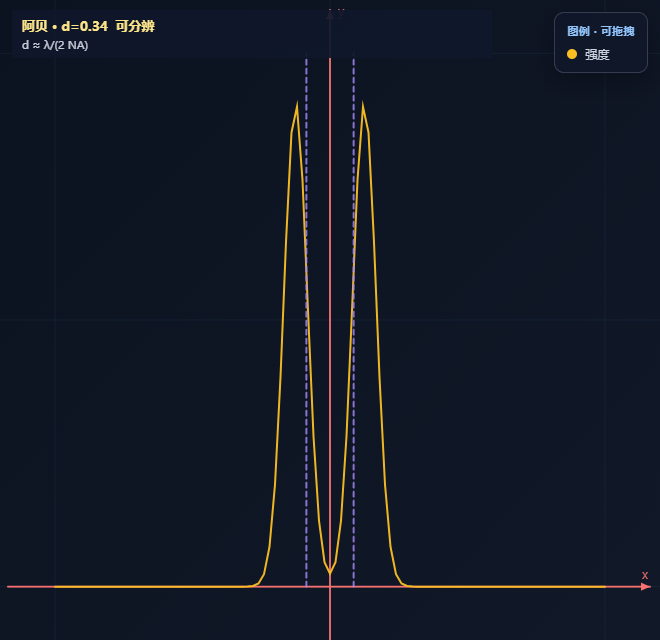 阿贝 • d=0.34 可分辨
d ≈ λ/(2 NA)
图例 · 可拖拽
强度
x